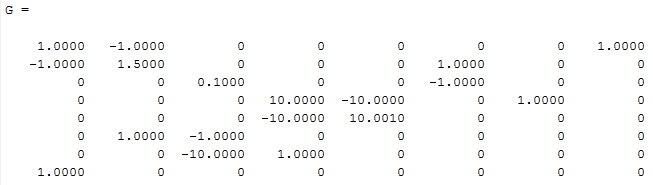 G =
1.0000 -1.0000 0 0 0 0 0 1.0000
-1.0000 1.5000 0 0 0 1.0000 0 0
0 0 0.1000 0 0 -1.0000 0 0
0 0 0 10.0000 -10.0000 0 1.0000 0
0 0 0 -10.0000 10.0010 0 0 0
0 1.0000 -1.0000 0 0 0 0 0
0 0 -10.0000 1.0000 0 0 0 0
1.0000 0 0 0 0 0 0 0